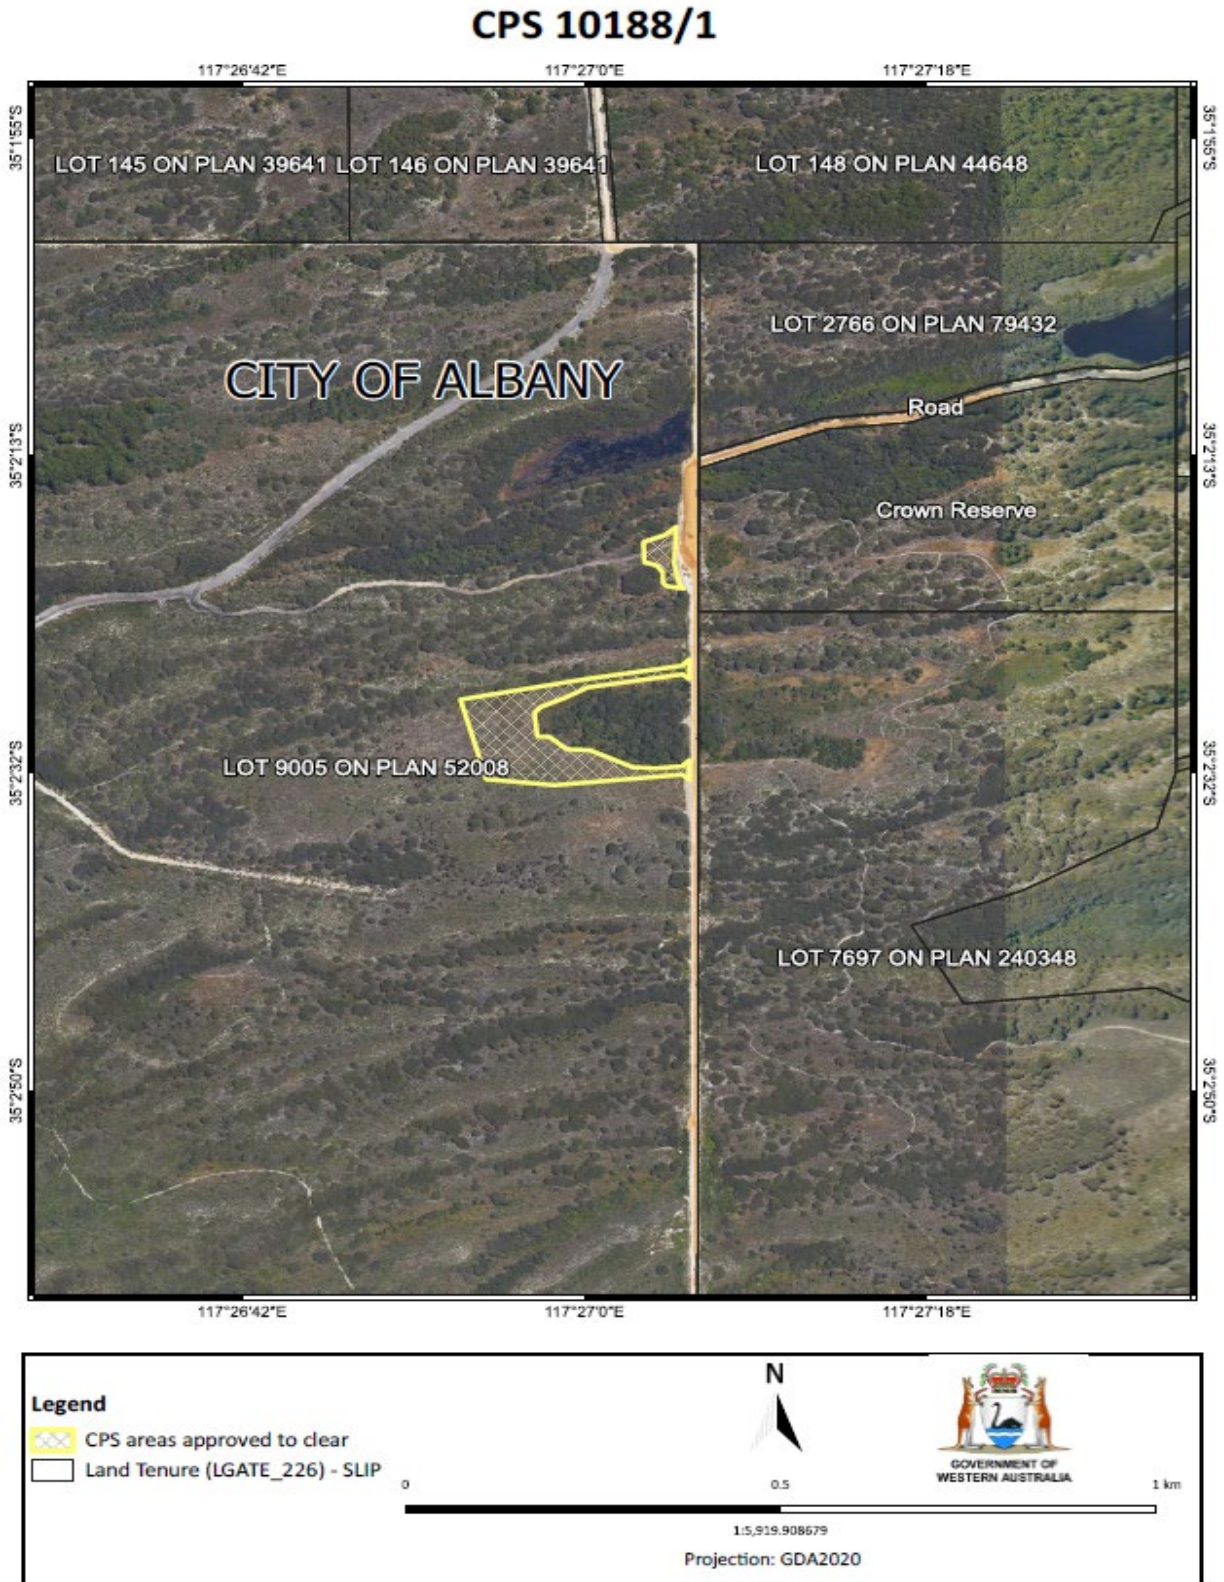 CPS 10188/1
117°26'42"E 117°27'0"E 117°27'18"E
35°1'55"S 35°1'55"S
LOT 145 ON PLAN 39641 LOT 146 ON PLAN 39641 LOT 148 ON PLAN 44648
LOT 2766 ON PLAN 79432
CITY OF ALBANY
Road
35°2'13"S 35°2'13"S
Crown Reserve
LOT 9005 ON PLAN 52008
35°2'32"S 35°2'32"S
LOT 7697 ON PLAN 240348
35°2'50"S 35°2'50"S
117°26'42"E 117°27'0"E 117°27'18"E
Legend
CPS areas approved to clear
Land Tenure (LGATE_226) - SLIP
N
GOVERNMENT OF
WESTERN AUSTRALIA
0 0.5 1 km
1:5,919.908679
Projection: GDA2020